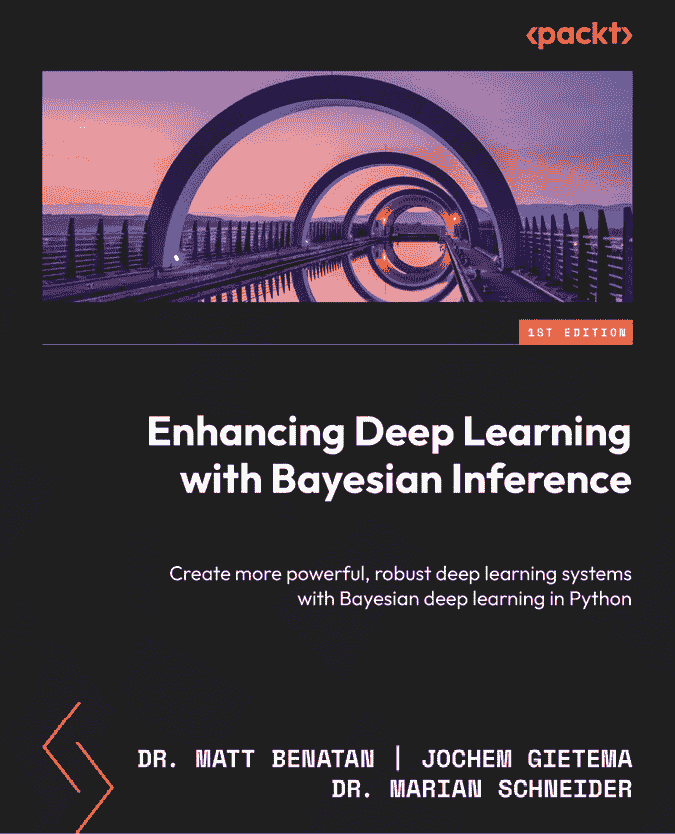 <packt>
1ST EDITION
Enhancing Deep Learning
with Bayesian Inference
Create more powerful, robust deep learning systems
with Bayesian deep learning in Python
DR. MATT BENATAN | JOCHEM GIETEMA
DR. MARIAN SCHNEIDER